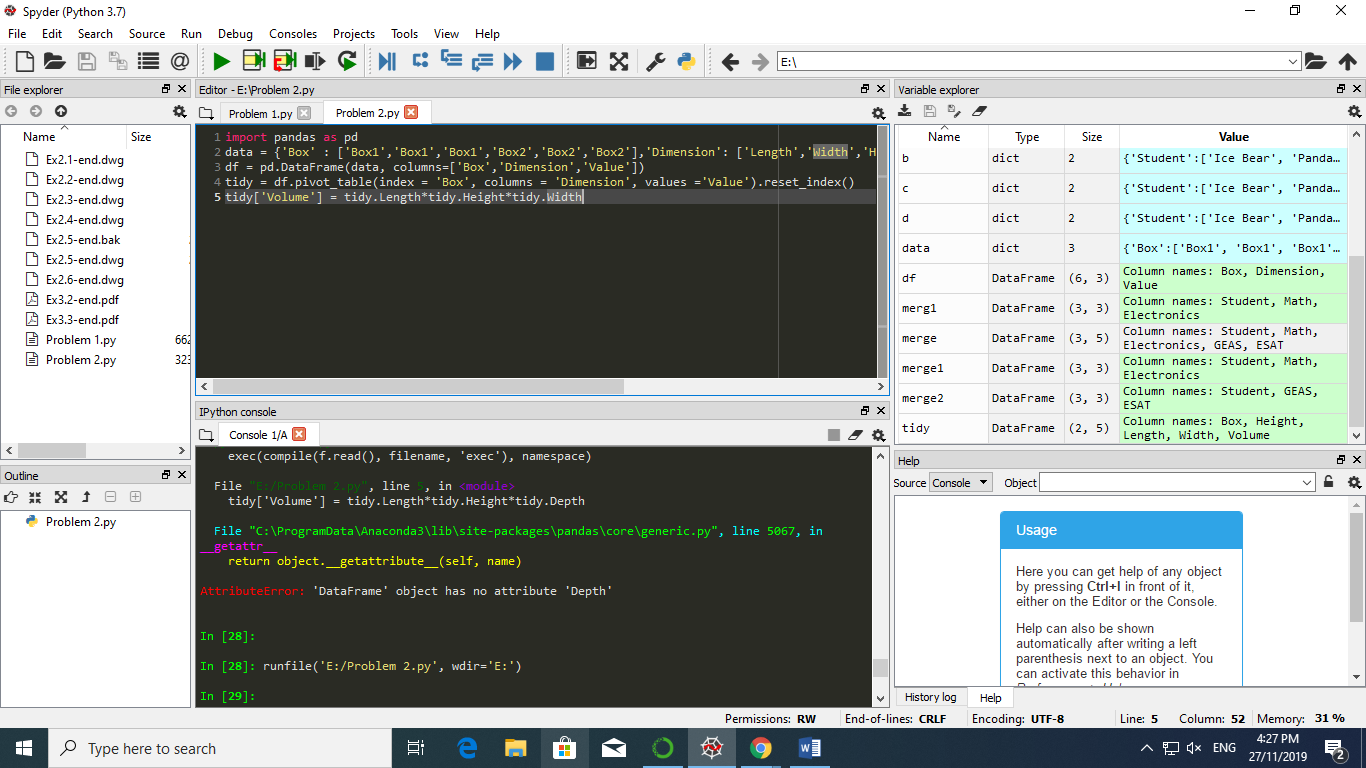 Spyder (Python 3.7)
File Edit Search Source Run Debug Consoles Projects Tools View Help
E:\
File explorer
Name Size
Ex2.1-end.dwg
Ex2.2-end.dwg
Ex2.3-end.dwg
Ex2.4-end.dwg
Ex2.5-end.bak
Ex2.5-end.dwg
Ex2.6-end.dwg
Ex3.2-end.pdf
Ex3.3-end.pdf
Problem 1.py 662
Problem 2.py 323
Outline
Problem 2.py
Editor - E:\Problem 2.py
Problem 1.py Problem 2.py
1 import pandas as pd
2 data = {'Box' : ['Box1','Box1','Box1','Box2','Box2','Box2'],'Dimension': ['Length','Width','H
3 df = pd.DataFrame(data, columns=['Box','Dimension','Value'])
4 tidy = df.pivot_table(index = 'Box', columns = 'Dimension', values ='Value').reset_index()
5 tidy['Volume'] = tidy.Length*tidy.Height*tidy.Width
IPython console
Console 1/A
exec(compile(f.read(), filename, 'exec'), namespace)
File "E:/Problem 2.py", line 5, in <module>
tidy['Volume'] = tidy.Length*tidy.Height*tidy.Depth
File "C:\ProgramData\Anaconda3\lib\site-packages\pandas\core\generic.py", line 5067, in
__getattr__
return object.__getattribute__(self, name)
AttributeError: 'DataFrame' object has no attribute 'Depth'
In [28]:
In [28]: runfile('E:/Problem 2.py', wdir='E:')
In [29]:
Variable explorer
Name Type Size Value
b dict 2 {'Student':['Ice Bear', 'Panda...
c dict 2 {'Student':['Ice Bear', 'Panda...
d dict 2 {'Student':['Ice Bear', 'Panda...
data dict 3 {'Box':['Box1', 'Box1', 'Box1'...
df DataFrame (6, 3) Column names: Box, Dimension,
Value
merg1 DataFrame (3, 3) Column names: Student, Math,
Electronics
merge DataFrame (3, 5) Column names: Student, Math,
Electronics, GEAS, ESAT
merge1 DataFrame (3, 3) Column names: Student, Math,
Electronics
merge2 DataFrame (3, 3) Column names: Student, GEAS,
ESAT
tidy DataFrame (2, 5) Column names: Box, Height,
Length, Width, Volume
Help
Source Console Object
Usage
Here you can get help of any object
by pressing Ctrl+I in front of it,
either on the Editor or the Console.
Help can also be shown
automatically after writing a left
parenthesis next to an object. You
can activate this behavior in
History log Help
Permissions: RW End-of-lines: CRLF Encoding: UTF-8 Line: 5 Column: 52 Memory: 31 %
Type here to search
ENG
4:27 PM
27/11/2019
2